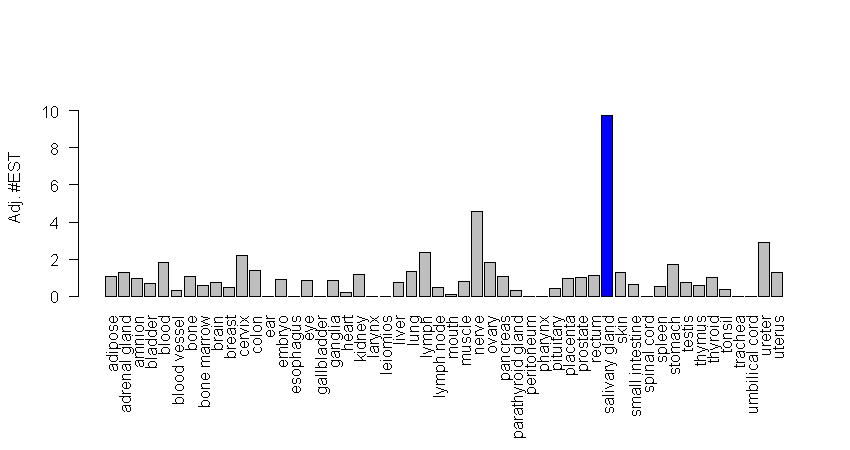 Adj. #EST
10
8
6
4
2
0
adipose
adrenal gland
amnion
bladder
blood
blood vessel
bone
bone marrow
brain
breast
cervix
colon
ear
embryo
esophagus
eye
gallbladder
ganglia
heart
kidney
larynx
leiomios
liver
lung
lymph
lymph node
mouth
muscle
nerve
ovary
pancreas
parathyroid gland
peritoneum
pharynx
pituitary
placenta
prostate
rectum
salivary gland
skin
small intestine
spinal cord
spleen
stomach
testis
thymus
thyroid
tonsil
trachea
umbilical cord
ureter
uterus